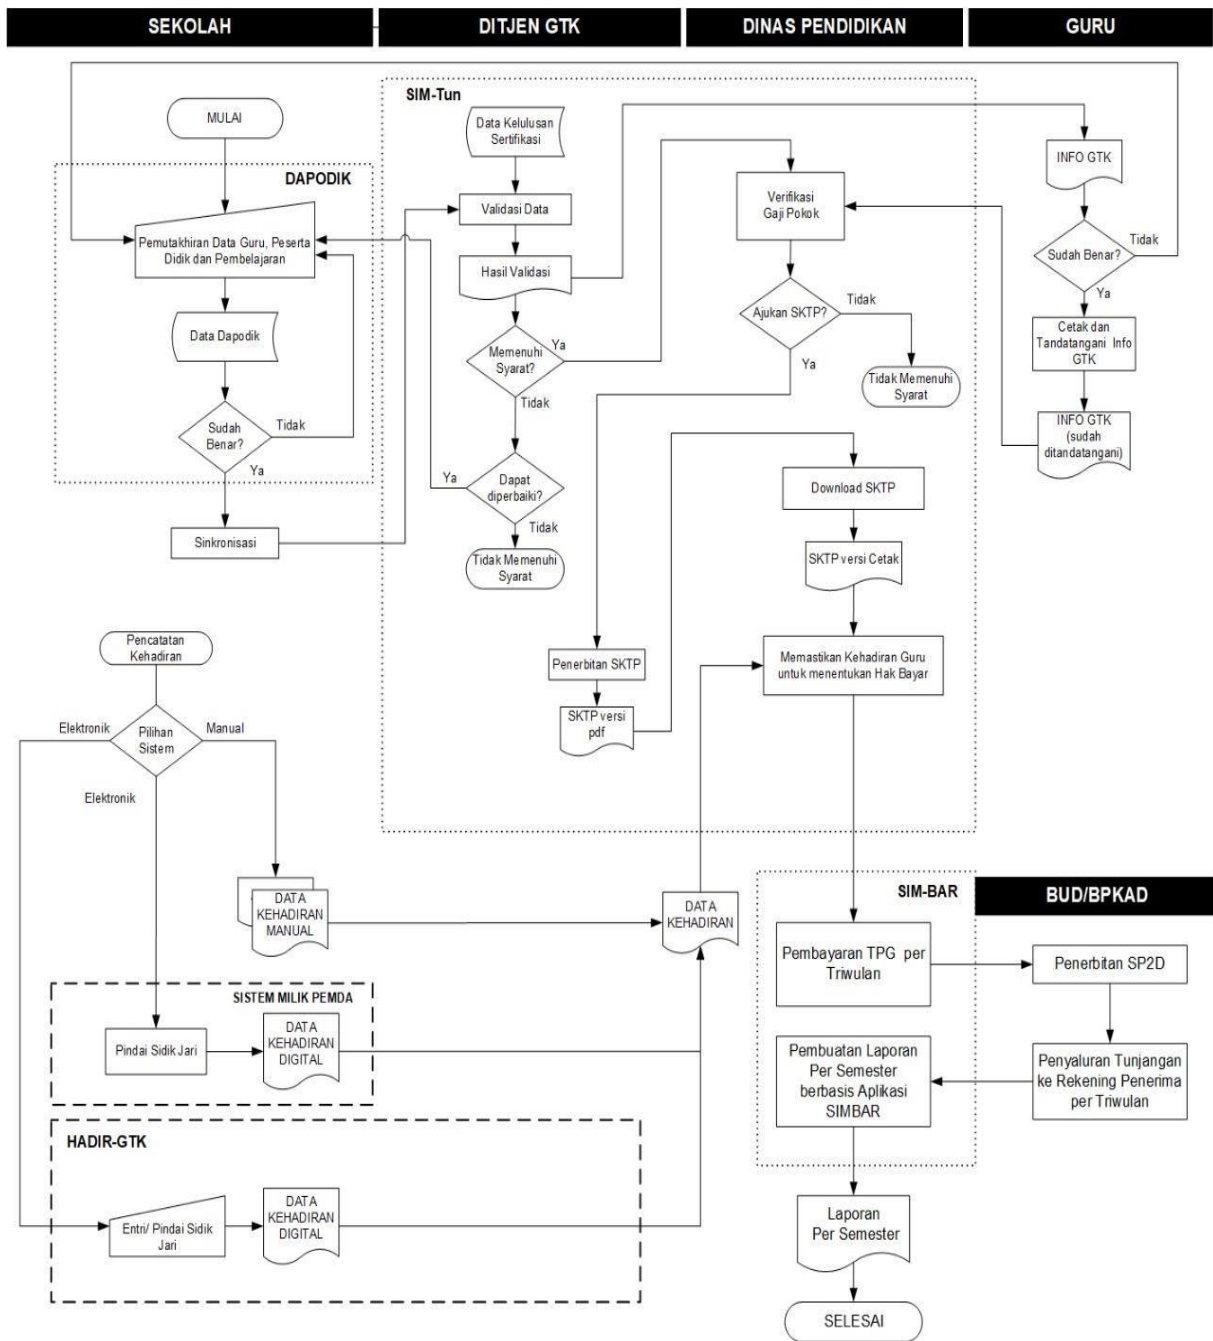 SEKOLAH
DITJEN GTK
DINAS PENDIDIKAN
GURU
SIM-Tun
MULAI
Data Kelulusan
Sertifikasi
INFO GTK
DAPODIK
Validasi Data
Verifikasi
Gaji Pokok
Pemutakhiran Data Guru, Peserta
Didik dan Pembelajaran
Hasil Validasi
Sudah Benar?
Tidak
Ya
Data Dapodik
Memenuhi
Syarat?
Ya
Tidak
Ajukan SKTP?
Tidak
Ya
Cetak dan
Tandatangani Info
GTK
Tidak Memenuhi
Syarat
Sudah
Benar?
Tidak
Ya
INFO GTK
(sudah
ditandatangani)
Ya
Dapat
diperbaiki?
Tidak
Download SKTP
Sinkronisasi
Tidak Memenuhi
Syarat
SKTP versi Cetak
Pencatatan
Kehadiran
Penerbitan SKTP
Memastikan Kehadiran Guru
untuk menentukan Hak Bayar
Elektronik
Pilihan
Sistem
Manual
SKTP versi
pdf
Elektronik
DATA
KEHADIRAN
MANUAL
DATA
KEHADIRAN
SIM-BAR
BUD/BPKAD
Pembayaran TPG per
Triwulan
Penerbitan SP2D
SISTEM MILIK PEMDA
Pindai Sidik Jari
DATA
KEHADIRAN
DIGITAL
Pembuatan Laporan
Per Semester
berbasis Aplikasi
SIMBAR
Penyaluran Tunjangan
ke Rekening Penerima
per Triwulan
HADIR-GTK
Entri/ Pindai Sidik
Jari
DATA
KEHADIRAN
DIGITAL
Laporan
Per Semester
SELESAI